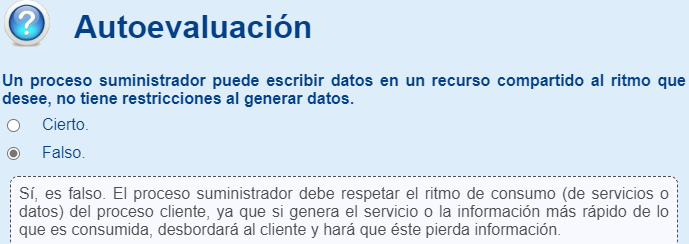 Autoevaluación
Un proceso suministrador puede escribir datos en un recurso compartido al ritmo que
desee, no tiene restricciones al generar datos.
Cierto.
Falso.
Sí, es falso. El proceso suministrador debe respetar el ritmo de consumo (de servicios o
datos) del proceso cliente, ya que si genera el servicio o la información más rápido de lo
que es consumida, desbordará al cliente y hará que éste pierda información.